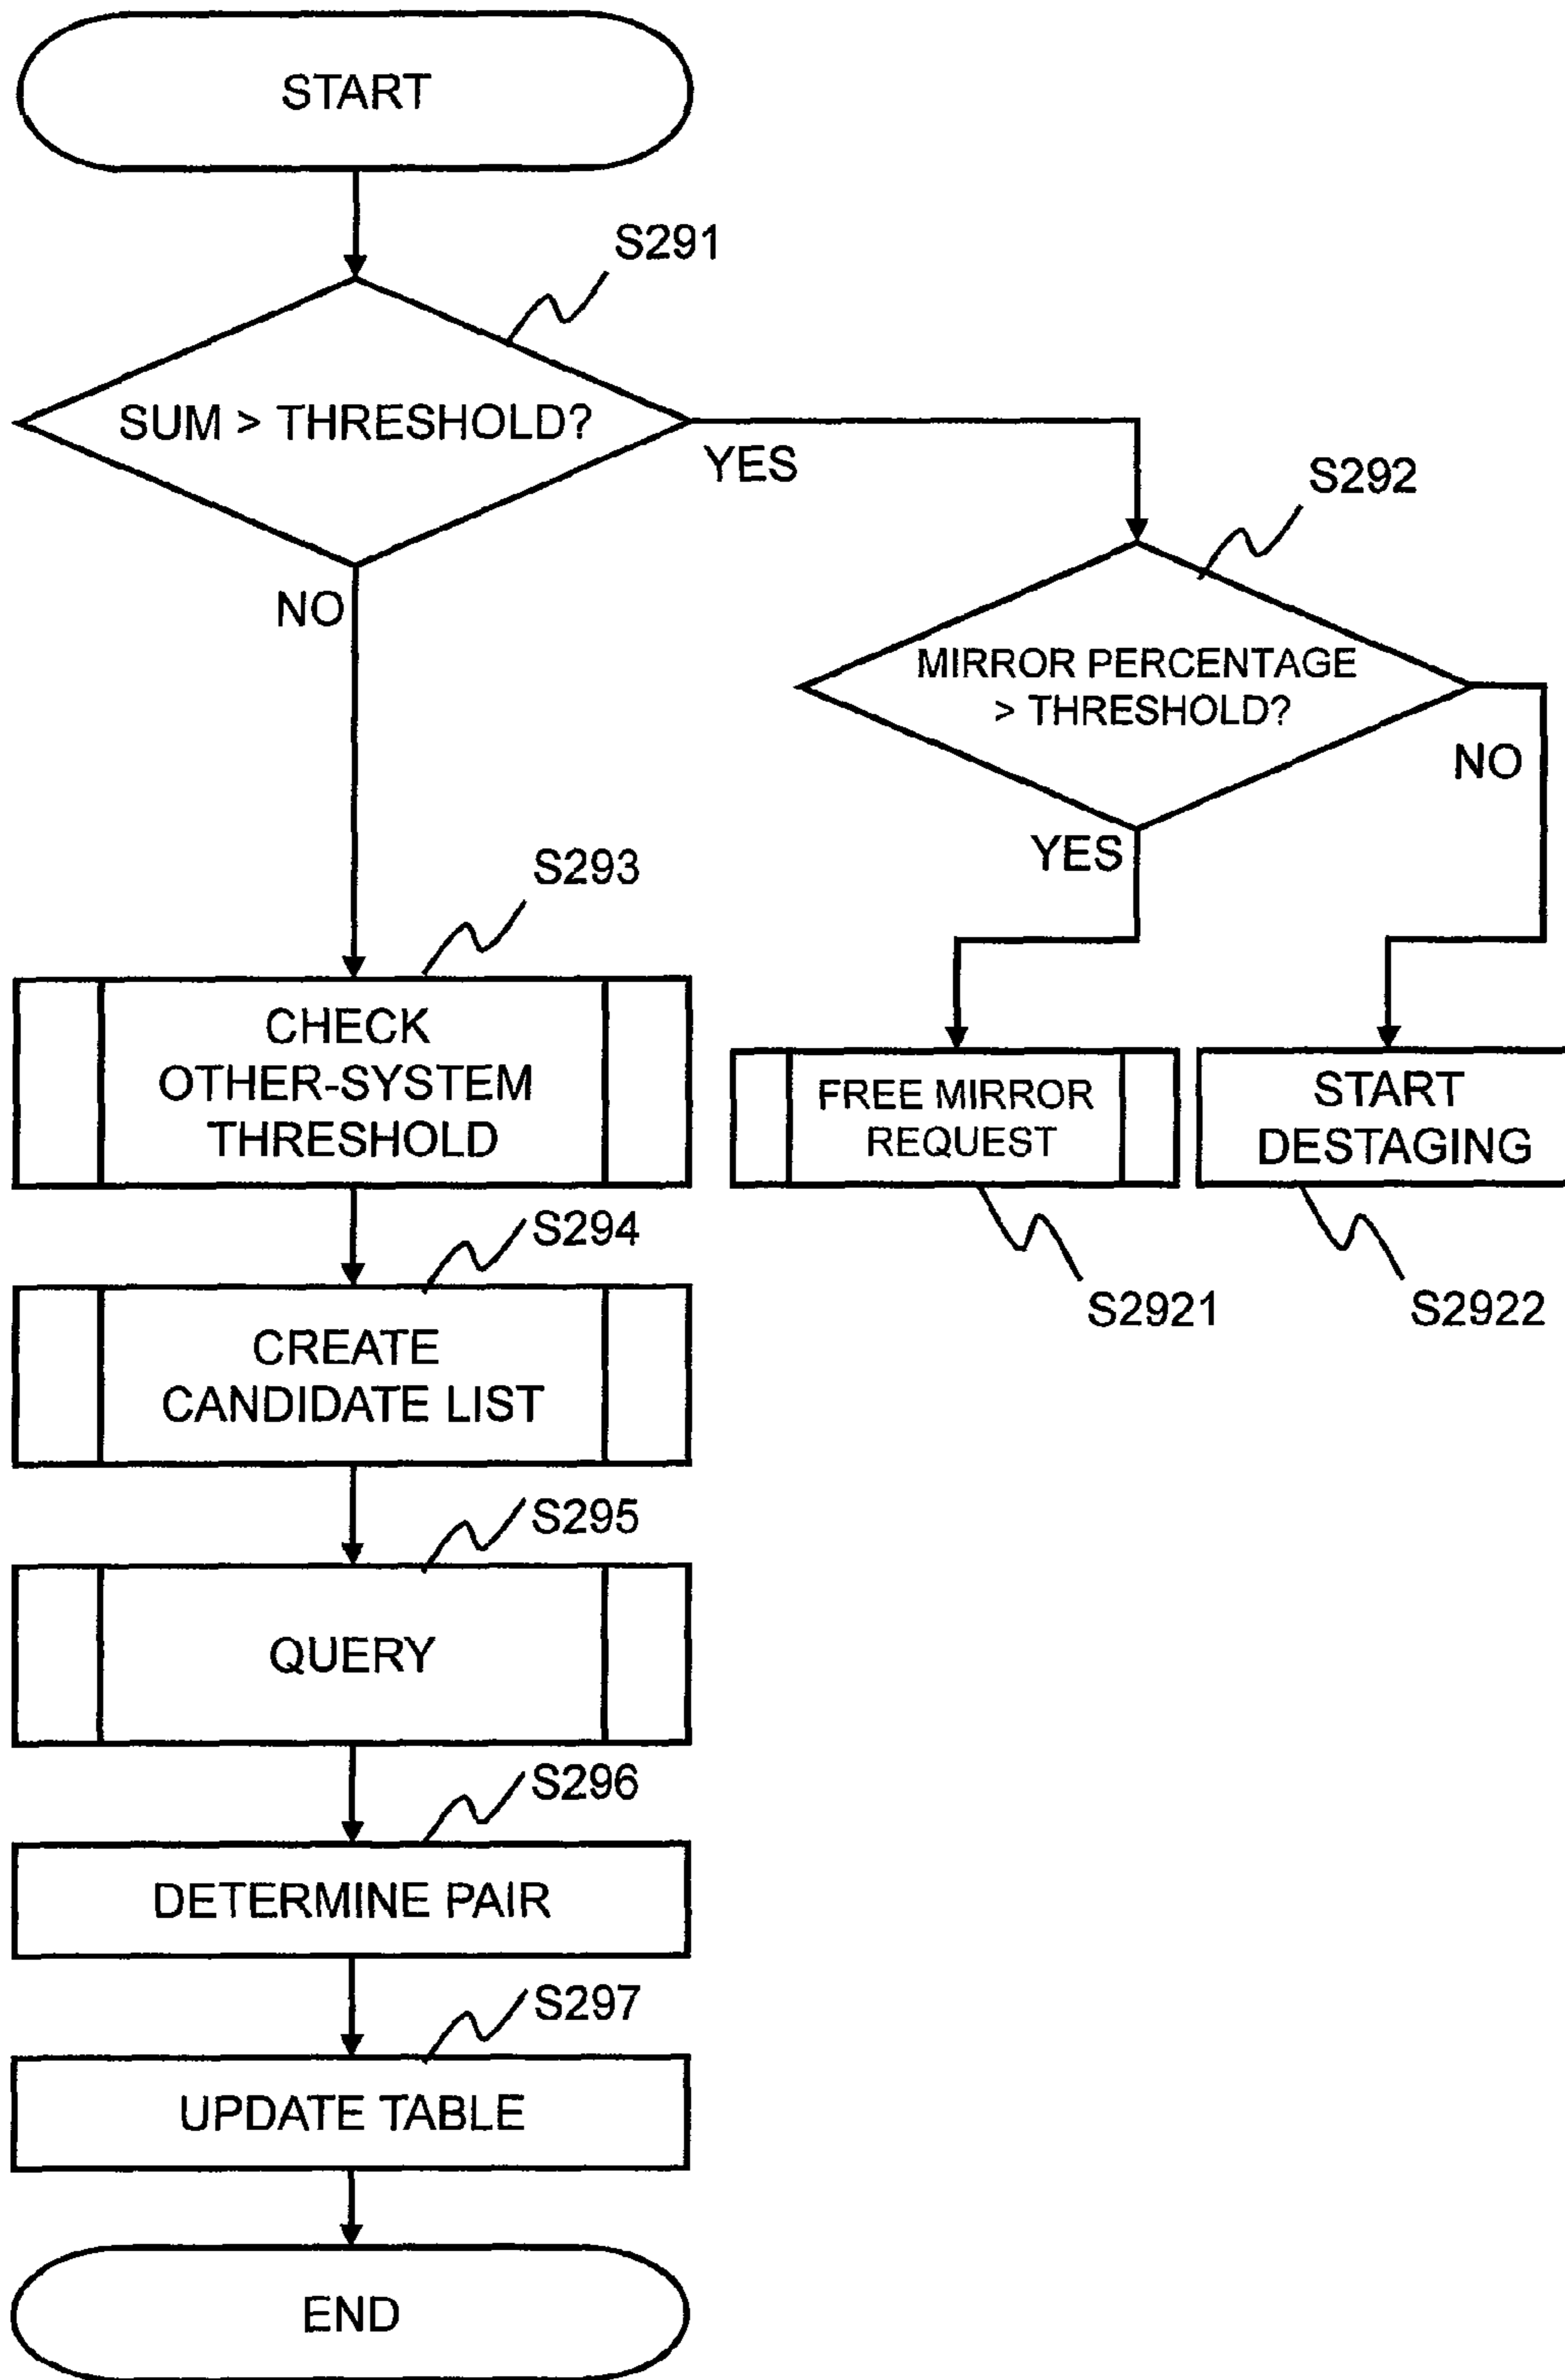 START
S291
SUM > THRESHOLD?
YES
NO
S292
MIRROR PERCENTAGE
> THRESHOLD?
NO
YES
S293
CHECK
OTHER-SYSTEM
THRESHOLD
FREE MIRROR
REQUEST
START
DESTAGING
S2921
S2922
S294
CREATE
CANDIDATE LIST
S295
QUERY
S296
DETERMINE PAIR
S297
UPDATE TABLE
END